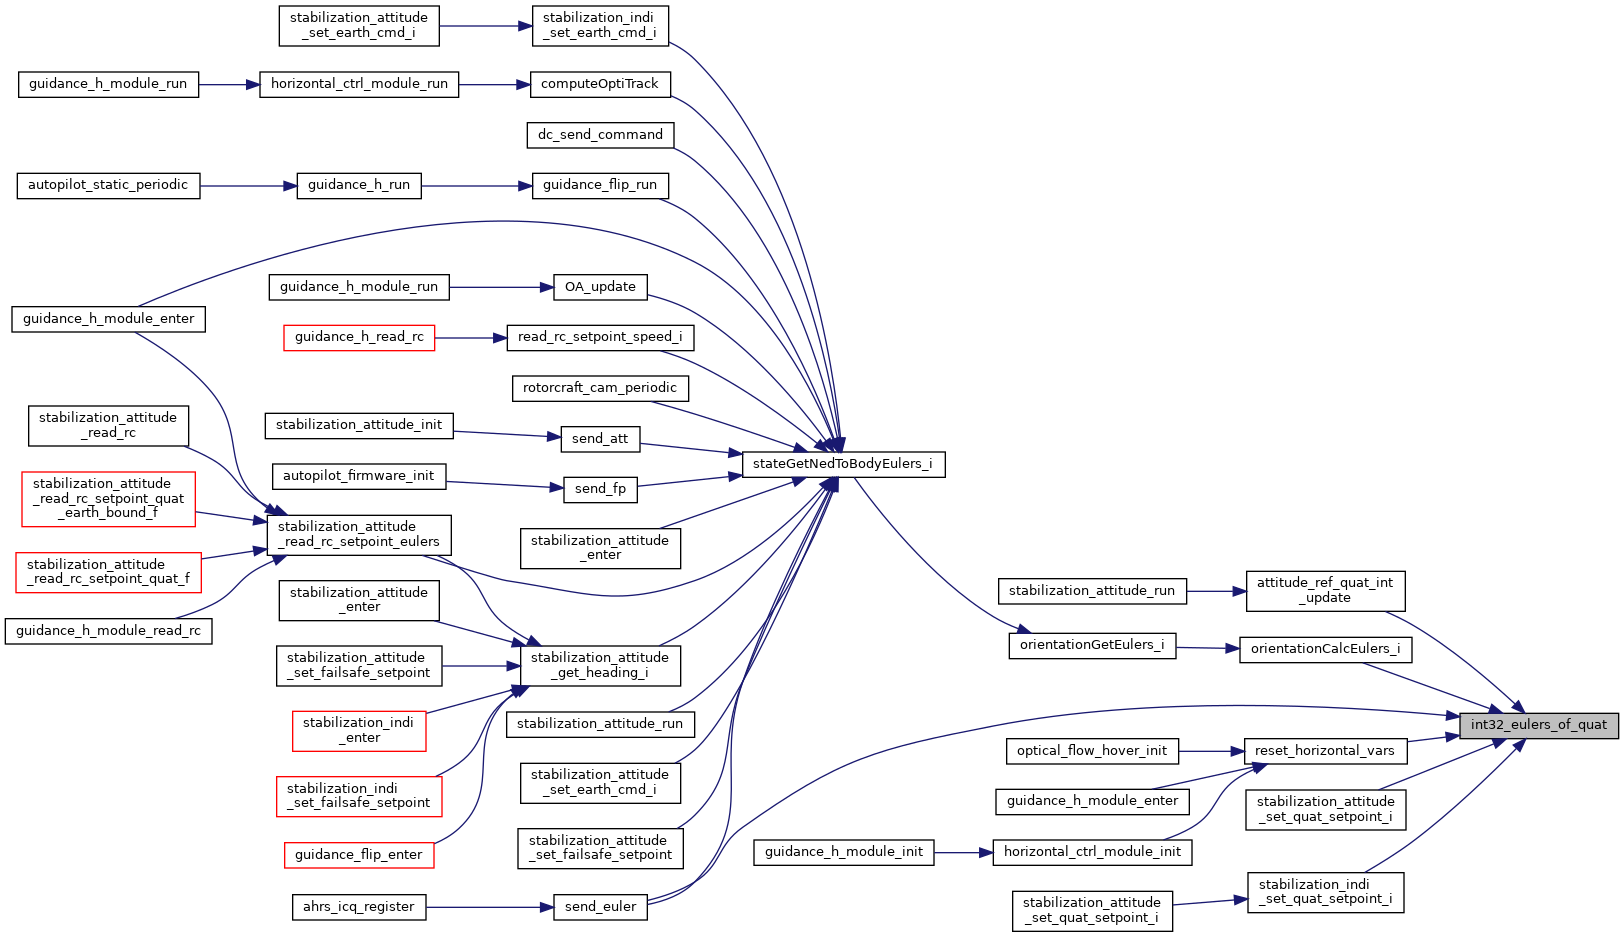 stabilization_attitude
_set_earth_cmd_i
stabilization_indi
_set_earth_cmd_i
guidance_h_module_run
horizontal_ctrl_module_run
computeOptiTrack
dc_send_command
autopilot_static_periodic
guidance_h_run
guidance_flip_run
guidance_h_module_run
OA_update
guidance_h_module_enter
guidance_h_read_rc
read_rc_setpoint_speed_i
rotorcraft_cam_periodic
stabilization_attitude
_read_rc
stabilization_attitude_init
send_att
stateGetNedToBodyEulers_i
autopilot_firmware_init
send_fp
stabilization_attitude
_read_rc_setpoint_quat
_earth_bound_f
stabilization_attitude
_read_rc_setpoint_eulers
stabilization_attitude
_enter
stabilization_attitude
_read_rc_setpoint_quat_f
stabilization_attitude
_enter
guidance_h_module_read_rc
stabilization_attitude
_set_failsafe_setpoint
stabilization_attitude
_get_heading_i
stabilization_indi
_enter
stabilization_attitude_run
stabilization_indi
_set_failsafe_setpoint
stabilization_attitude
_set_earth_cmd_i
guidance_flip_enter
stabilization_attitude
_set_failsafe_setpoint
ahrs_icq_register
send_euler
stabilization_attitude_run
attitude_ref_quat_int
_update
orientationGetEulers_i
orientationCalcEulers_i
int32_eulers_of_quat
optical_flow_hover_init
reset_horizontal_vars
guidance_h_module_enter
stabilization_attitude
_set_quat_setpoint_i
guidance_h_module_init
horizontal_ctrl_module_init
stabilization_attitude
_set_quat_setpoint_i
stabilization_indi
_set_quat_setpoint_i